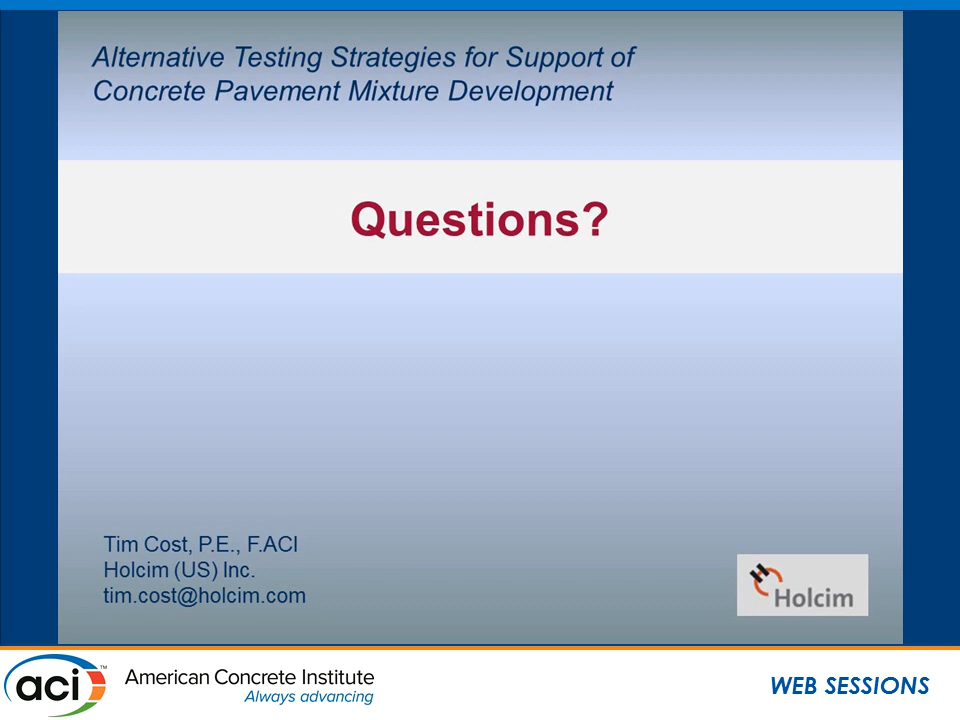 Alternative Testing Strategies for Support of
Concrete Pavement Mixture Development
Questions?
Tim Cost, P.E., F.ACI
Holcim (US) Inc.
tim.cost@holcim.com
Holcim
aci™
American Concrete Institute
Always advancing
WEB SESSIONS